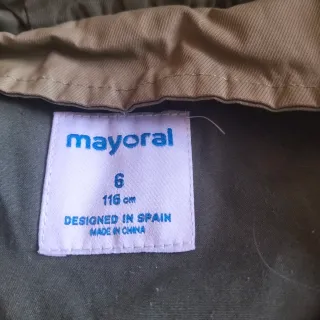 mayoral
6
116 cm
DESIGNED IN SPAIN
MADE IN CHINA